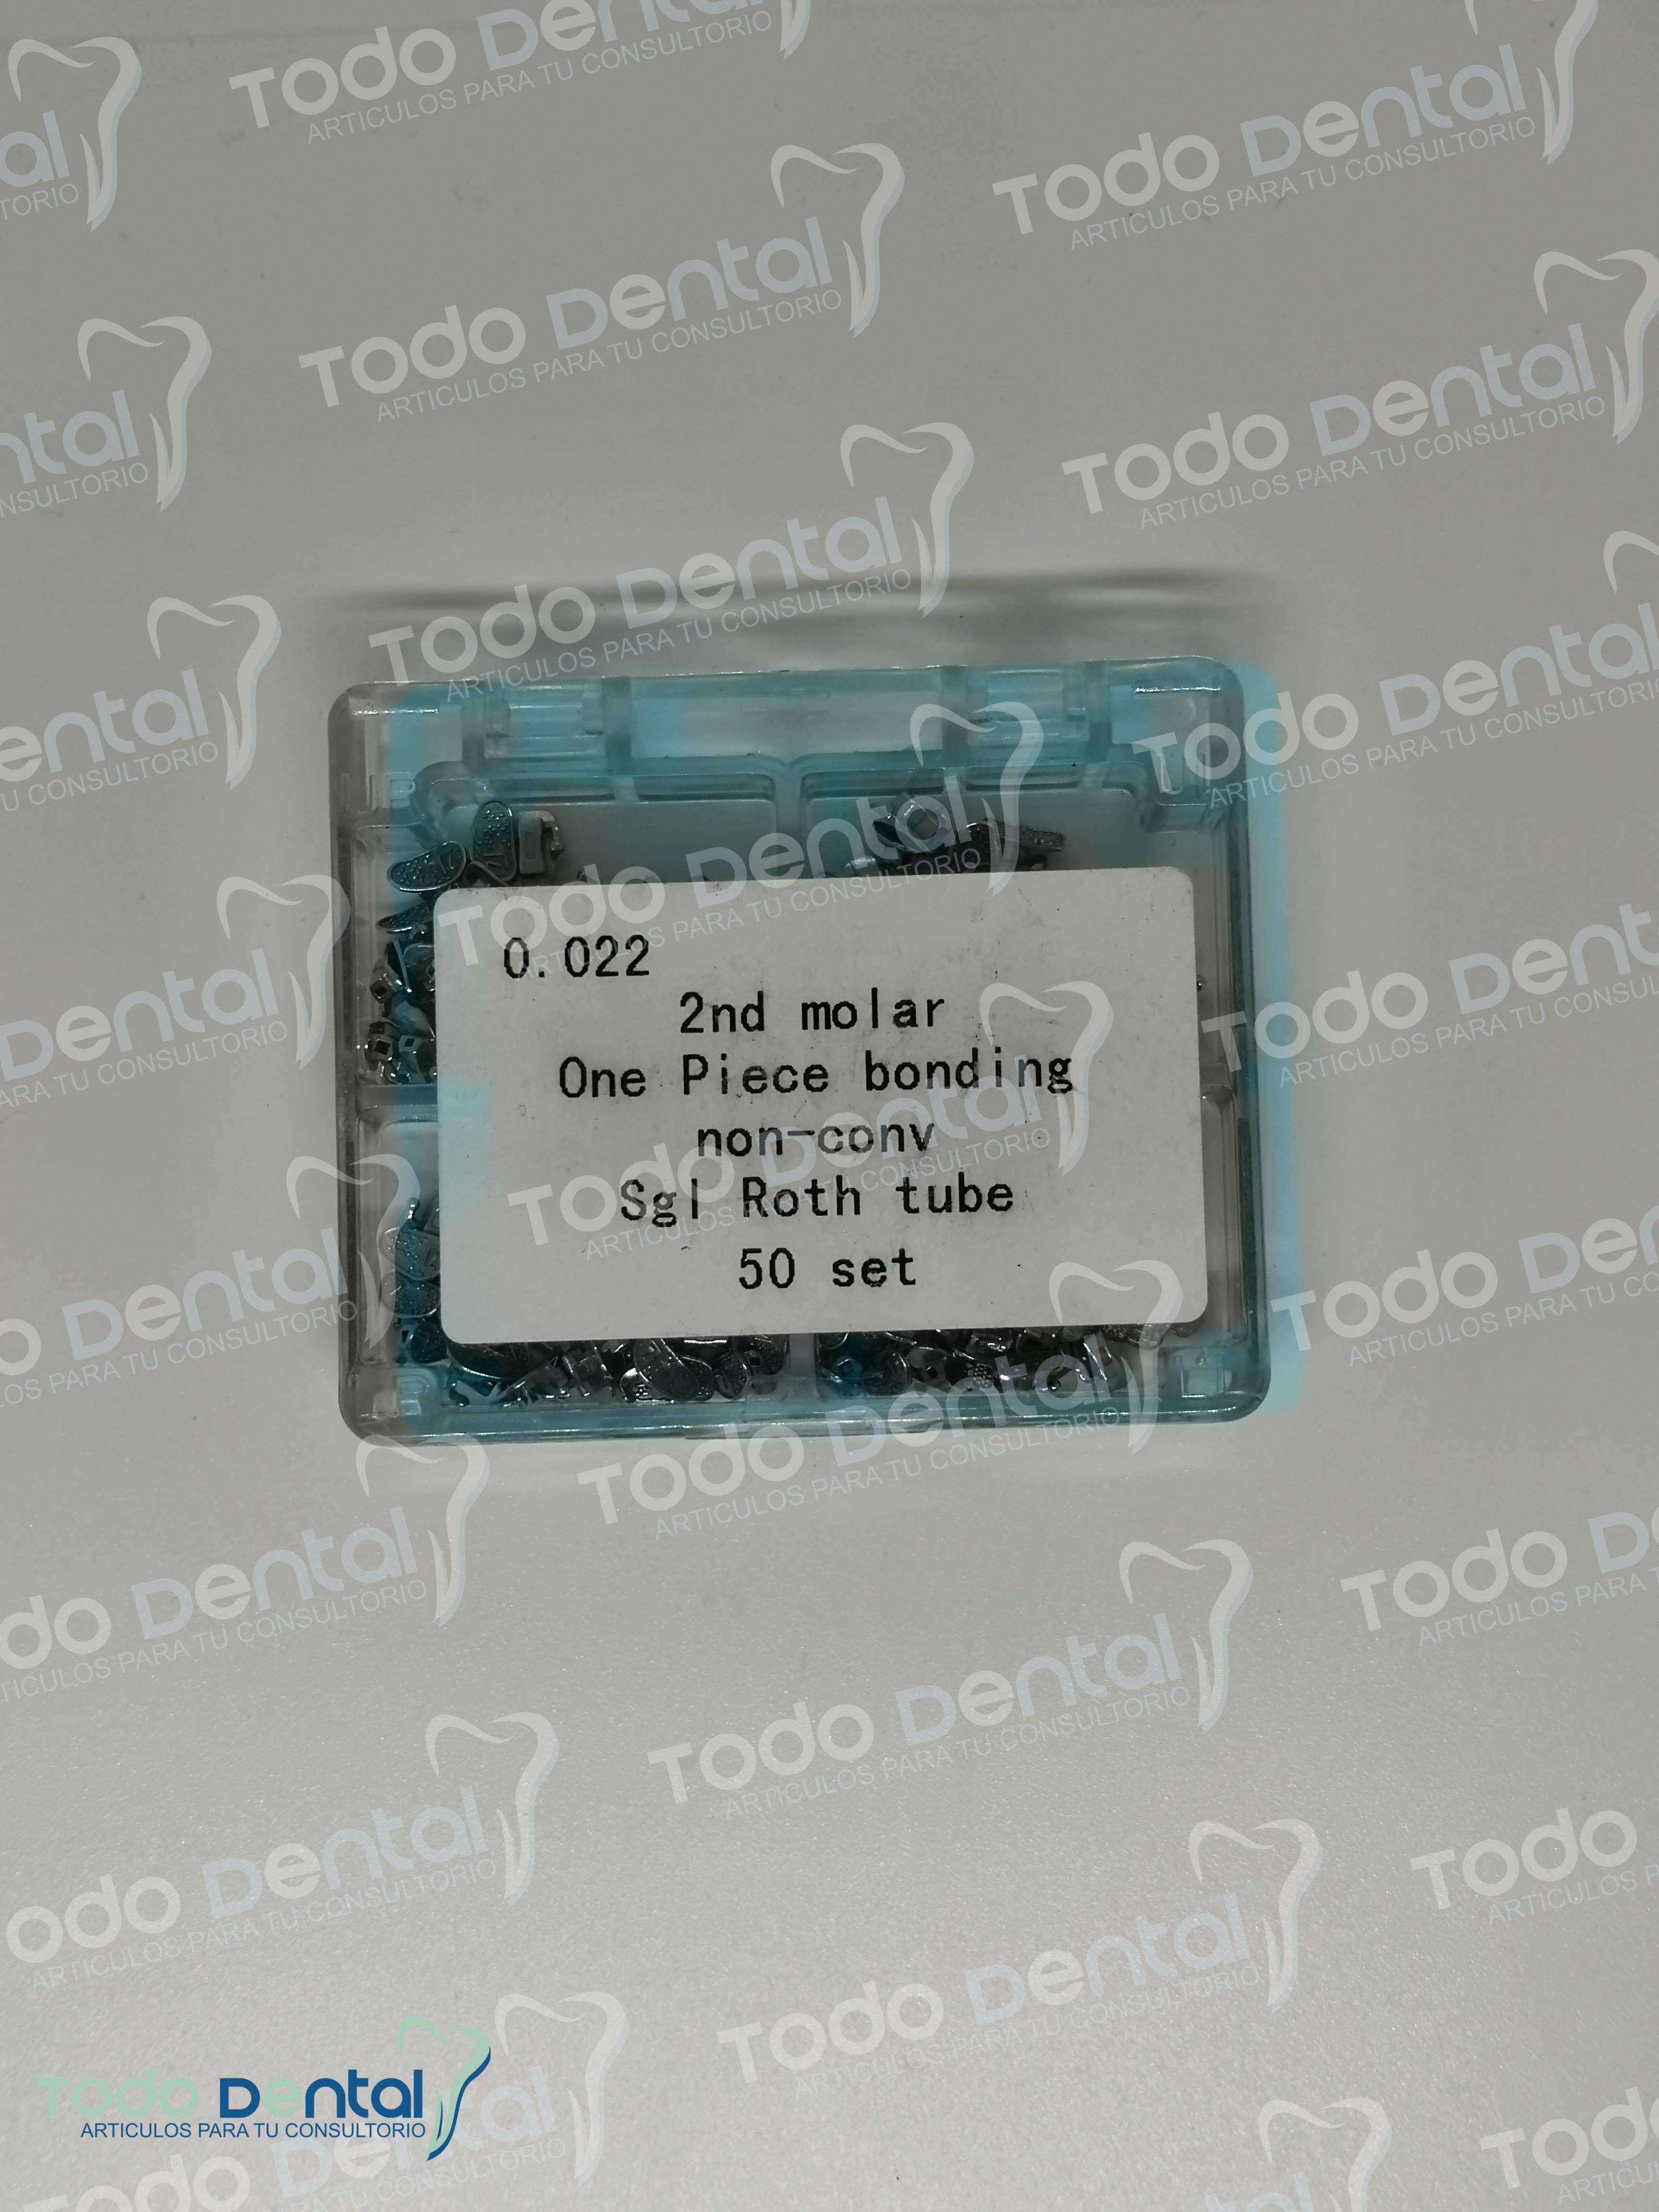 0.022
2nd molar
One Piece bonding
non-conv
Sgl Roth tube
50 set
Todo Dental
ARTICULOS PARA TU CONSULTORIO